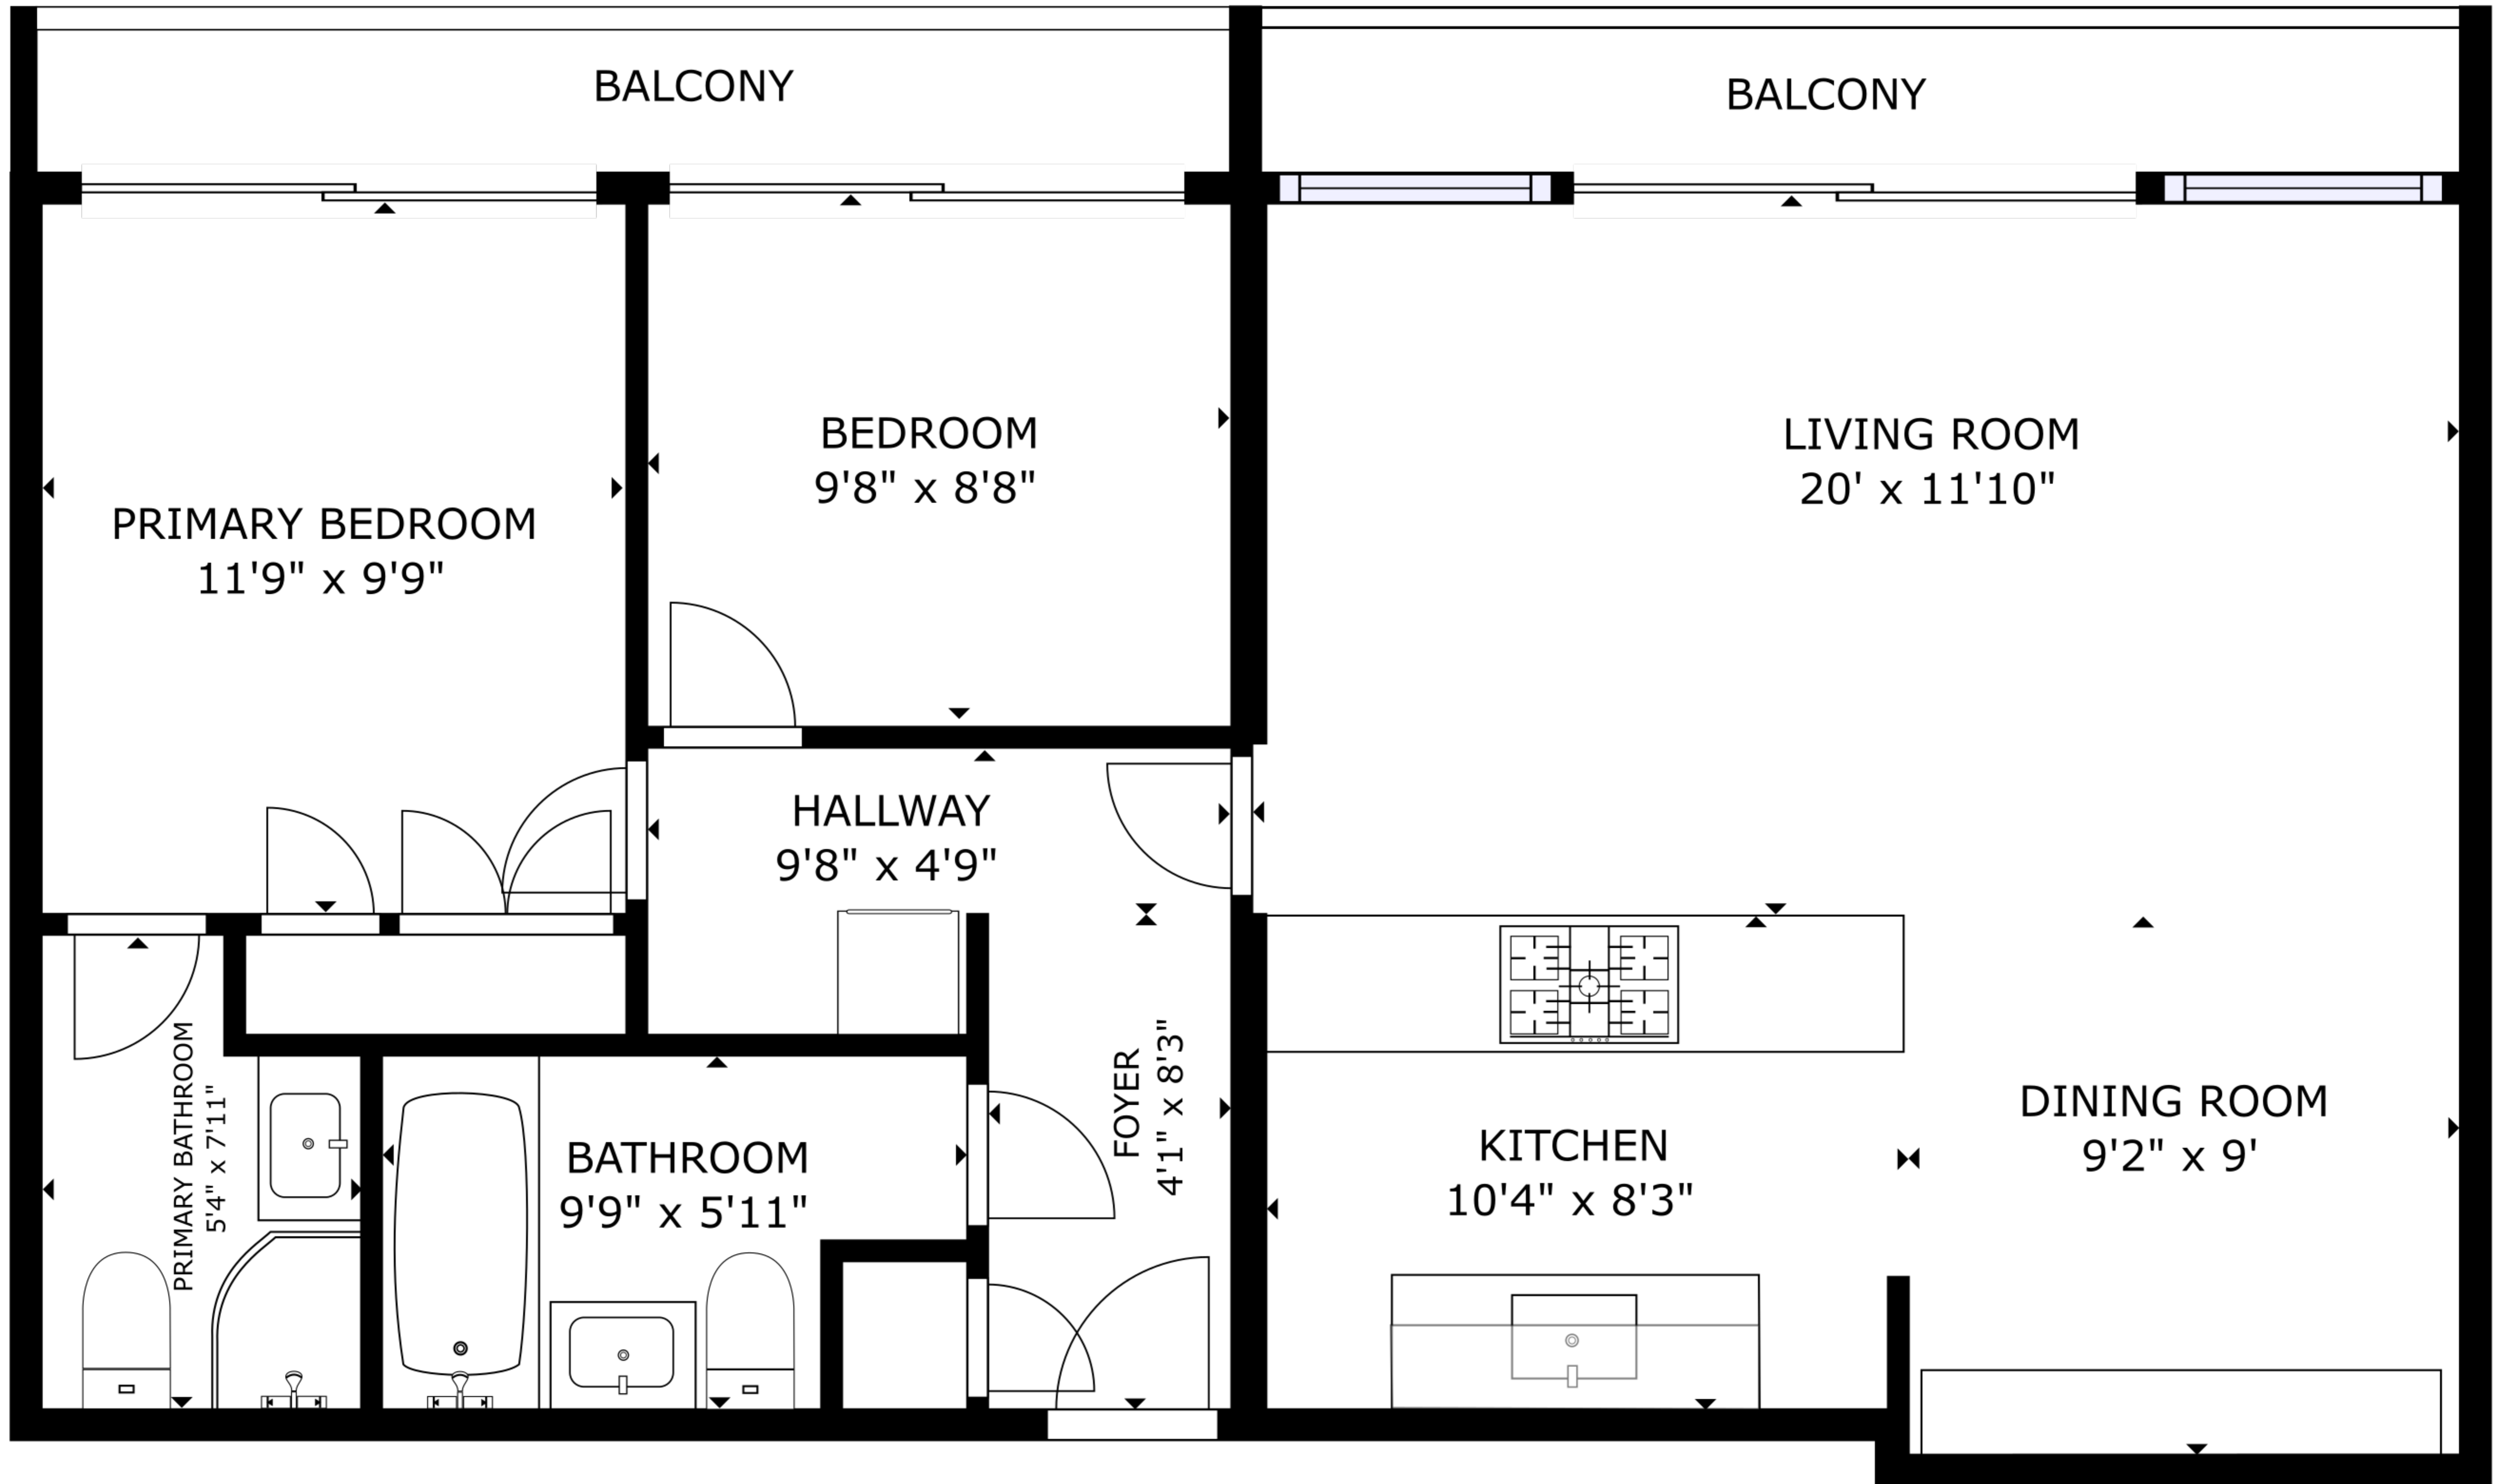 BALCONY
BALCONY
BEDROOM
9'8" x 8'8"
LIVING ROOM
20' x 11'10"
PRIMARY BEDROOM
11'9" x 9'9"
HALLWAY
9'8" x 4'9"
PRIMARY BATHROOM
5'4" x 7'11"
BATHROOM
9'9" x 5'11"
FOYER
4'1" x 8'3"
KITCHEN
10'4" x 8'3"
DINING ROOM
9'2" x 9'